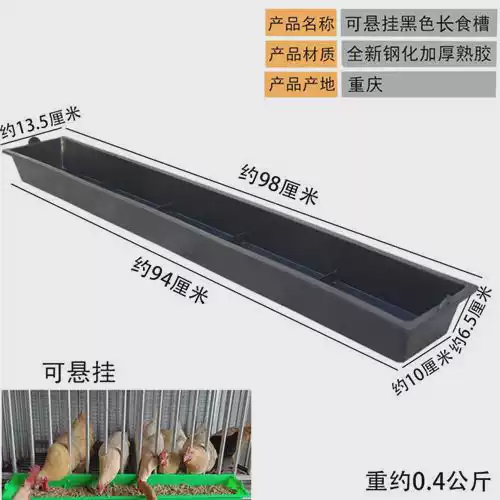 产品名称 可悬挂黑色长食槽
产品材质 全新钢化加厚熟胶
产品产地 重庆
约13.5厘米
约98厘米
约94厘米
约6.5厘米
约10厘米
可悬挂
重约0.4公斤